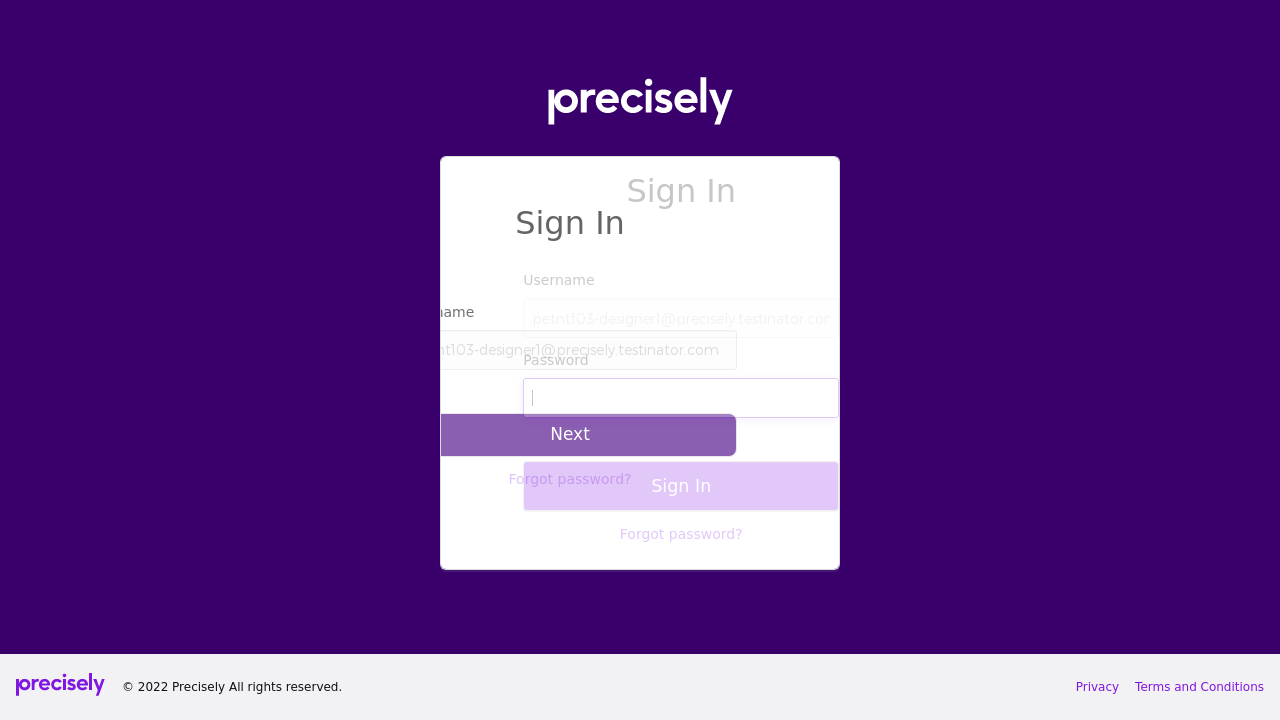 precisely
Sign In
Sign In
Username
name
petnt103-designer1@precisely.testinator.com
nt103-designer1@precisely.testinator.com
Password
Next
Forgot password?
Sign In
Forgot password?
precisely
© 2022 Precisely All rights reserved.
Privacy
Terms and Conditions